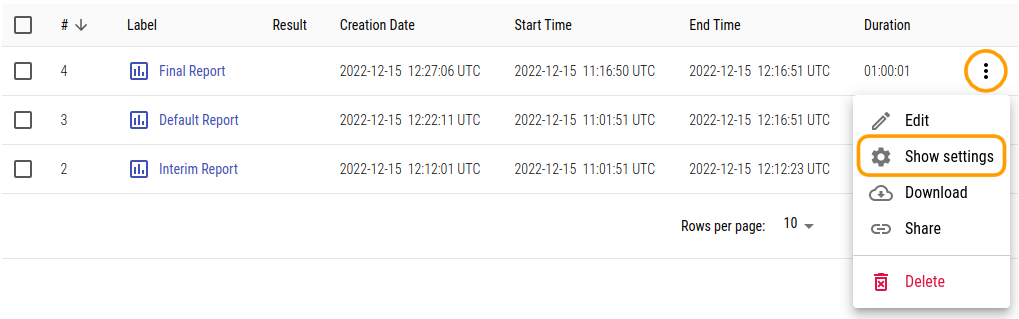 # Label Result Creation Date Start Time End Time Duration
4 Final Report 2022-12-15 12:27:06 UTC 2022-12-15 11:16:50 UTC 2022-12-15 12:16:51 UTC 01:00:01
3 Default Report 2022-12-15 12:22:11 UTC 2022-12-15 11:01:51 UTC 2022-12-15 12:16:51 UTC
2 Interim Report 2022-12-15 12:12:01 UTC 2022-12-15 11:01:51 UTC 2022-12-15 12:12:23 UTC
Rows per page: 10
Edit
Show settings
Download
Share
Delete